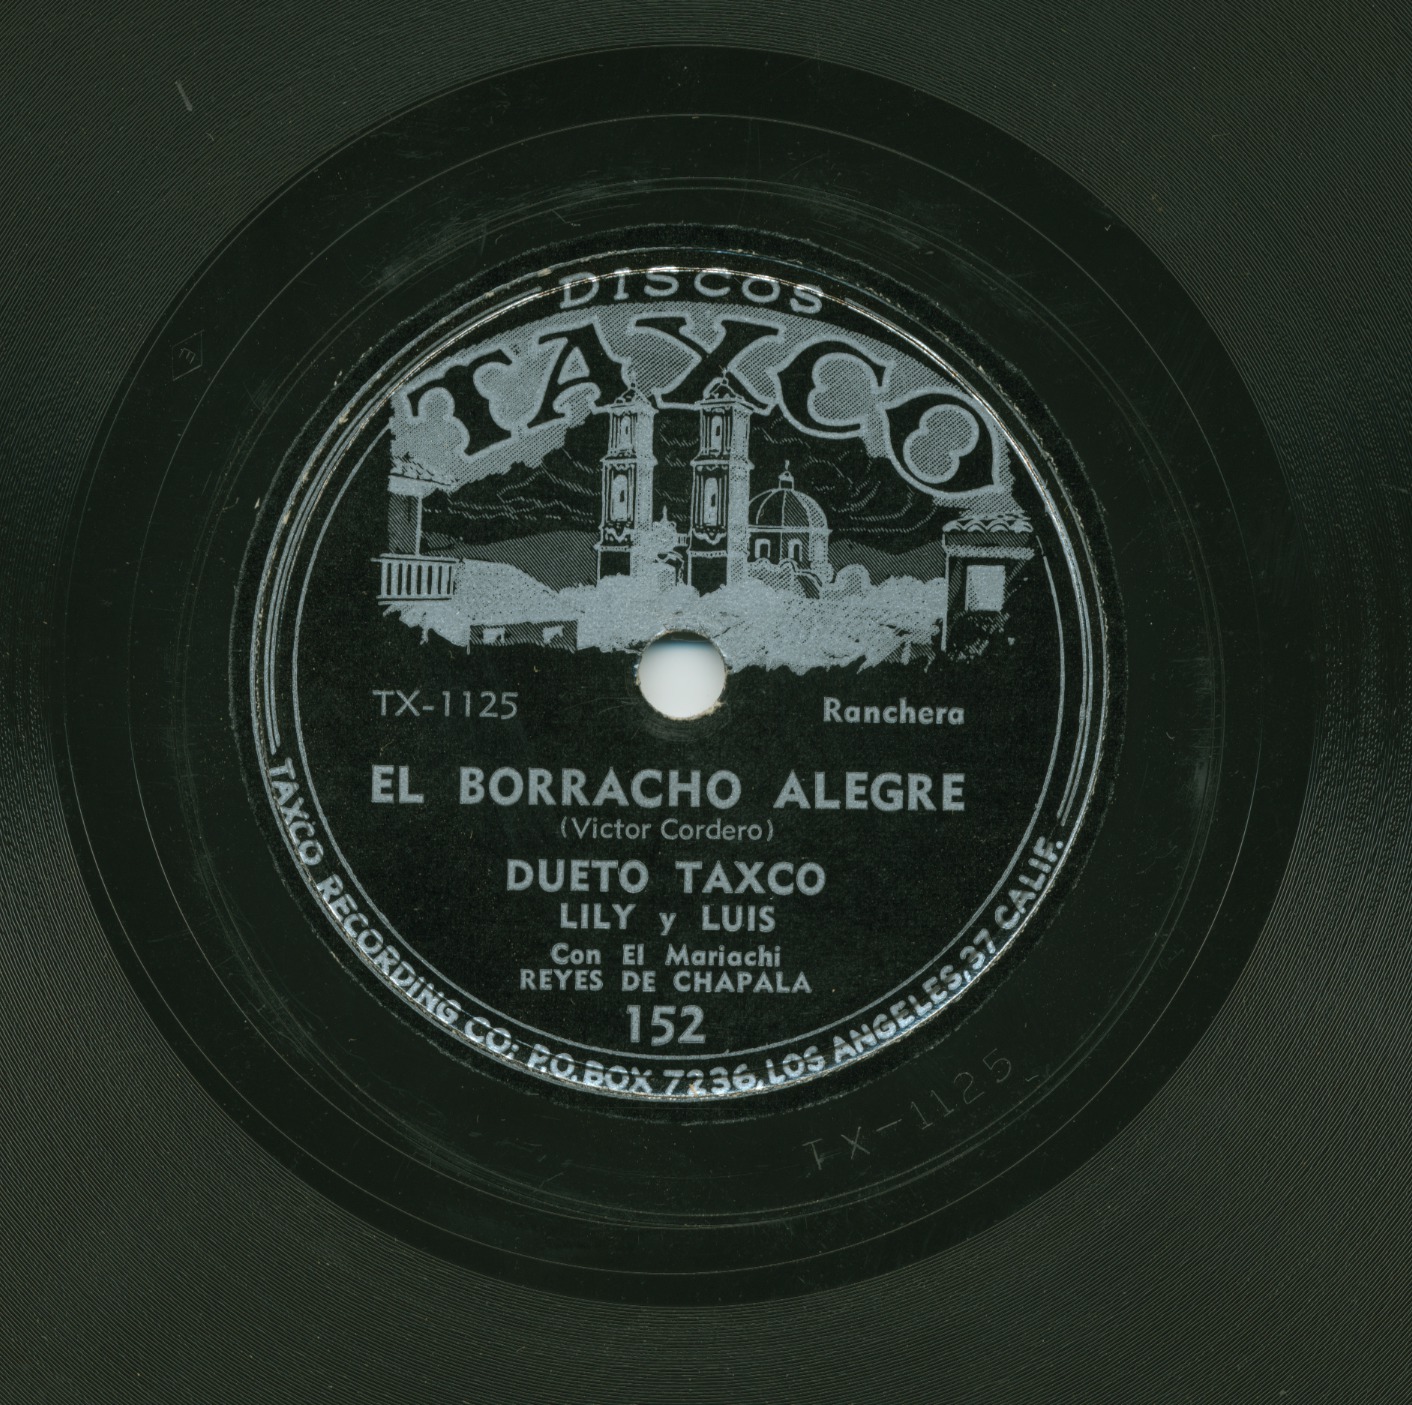 DISCOS
TAXCO
TX-1125
Ranchera
EL BORRACHO ALEGRE
(Victor Cordero)
DUETO TAXCO
LILY y LUIS
Con El Mariachi
REYES DE CHAPALA
152
TAXCO RECORDING CO; P.O. BOX 7236, LOS ANGELES, 37 CALIF.
TX-1125